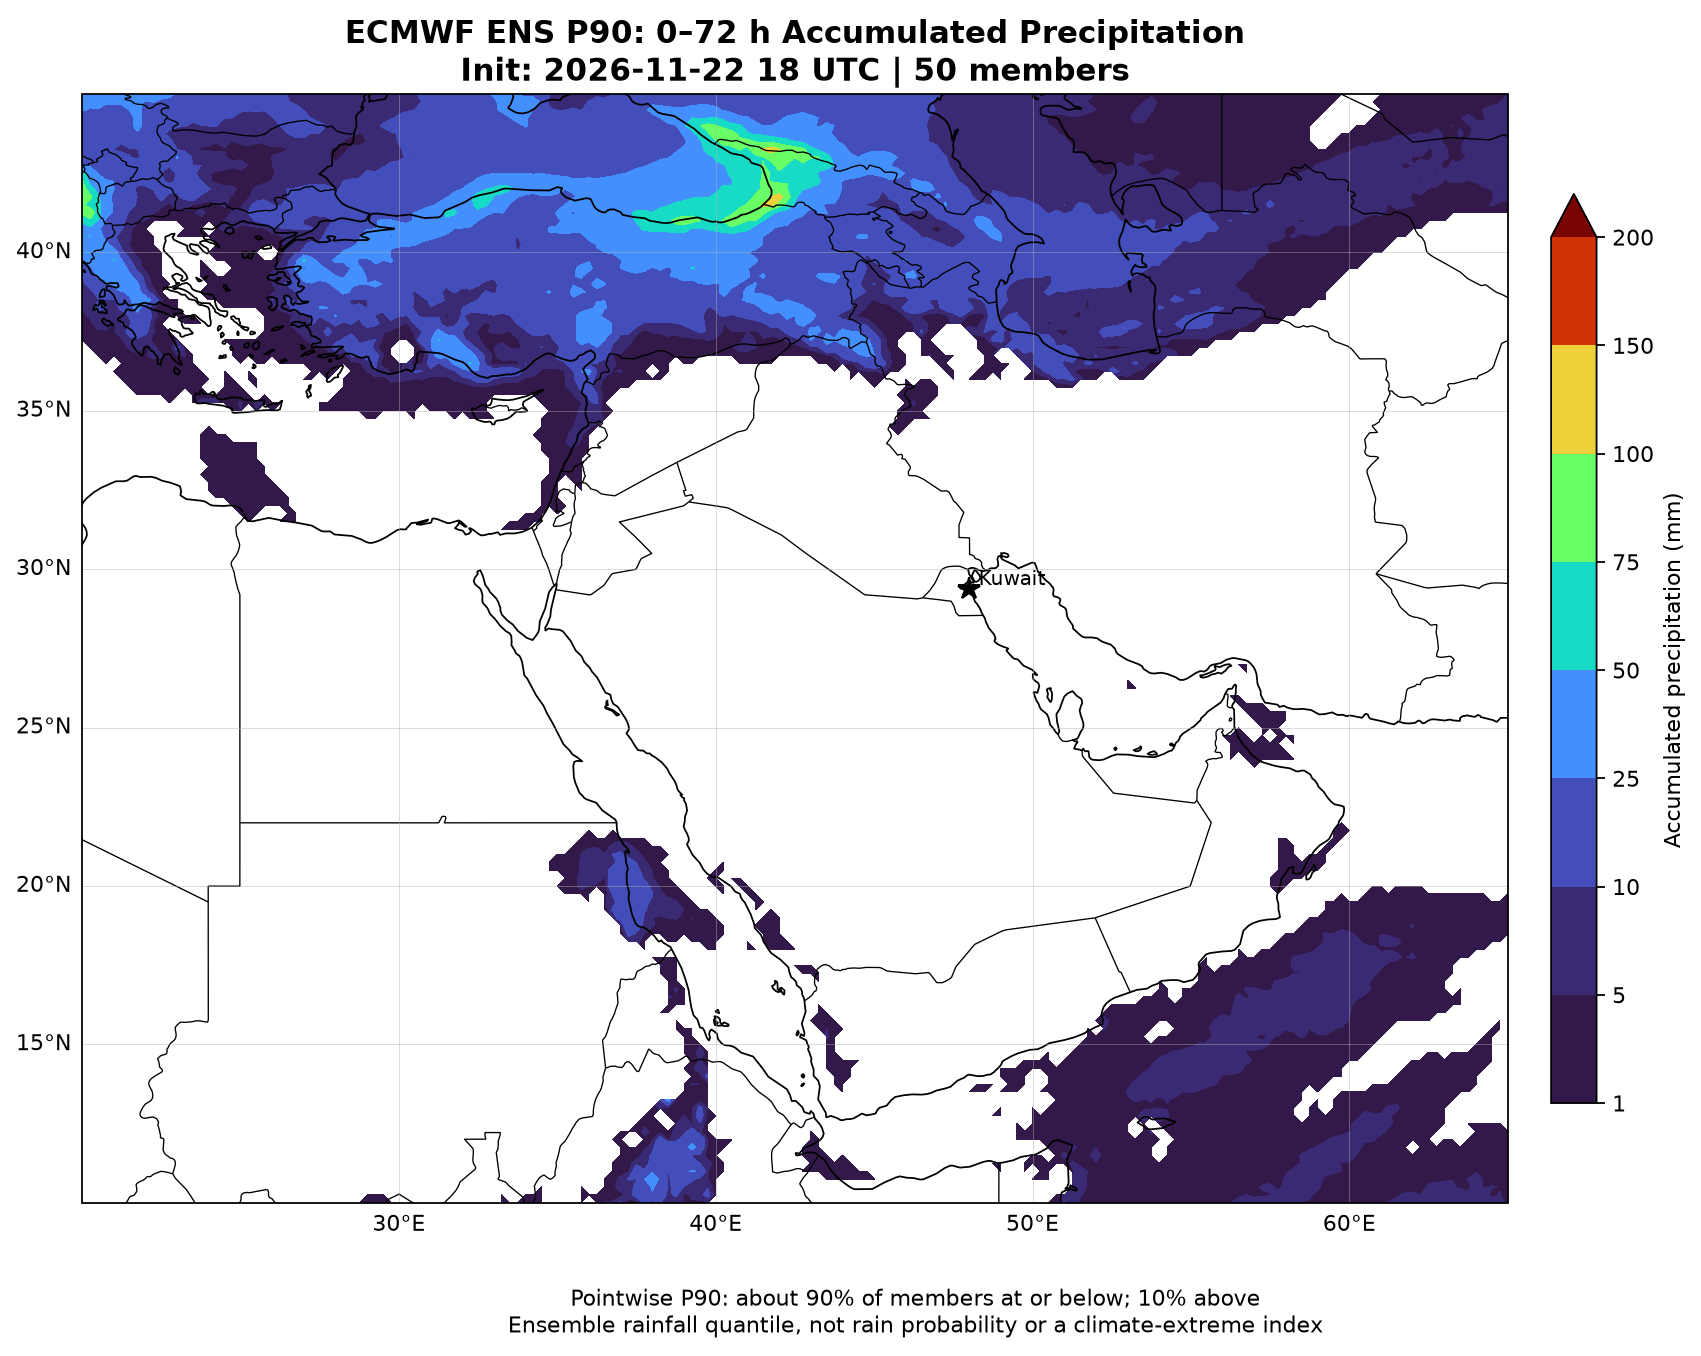 ECMWF ENS P90: 0–72 h Accumulated Precipitation
Init: 2026-11-22 18 UTC | 50 members
40°N
35°N
30°N
25°N
20°N
15°N
Kuwait
30°E
40°E
50°E
60°E
200
150
100
75
50
25
10
5
1
Accumulated precipitation (mm)
Pointwise P90: about 90% of members at or below; 10% above
Ensemble rainfall quantile, not rain probability or a climate-extreme index